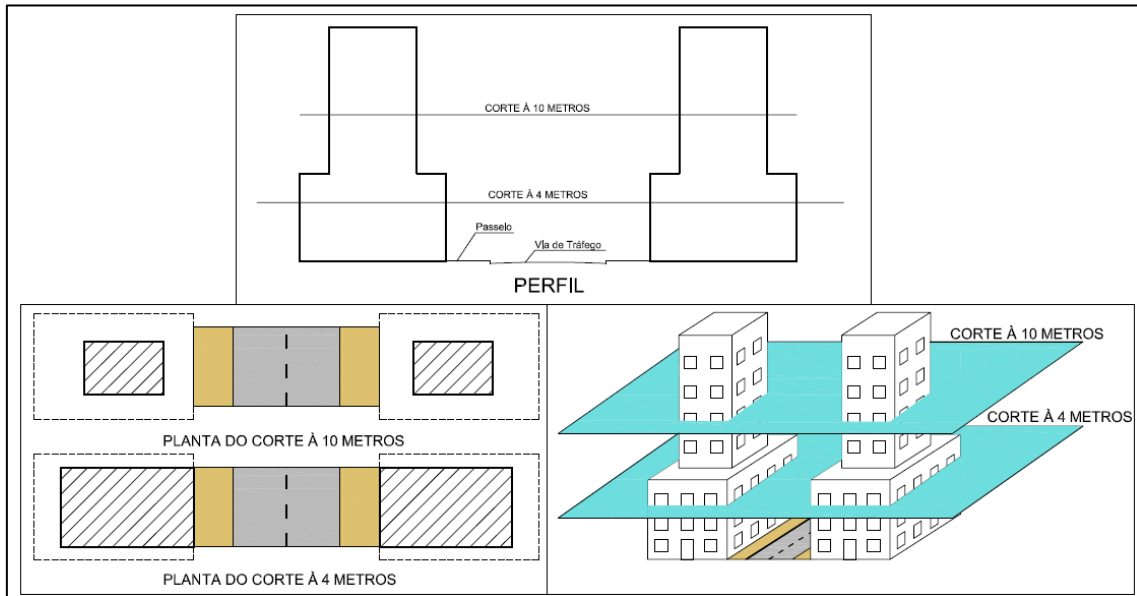 CORTE À 10 METROS
CORTE À 4 METROS
Passeio
Via de Tráfego
PERFIL
PLANTA DO CORTE À 10 METROS
PLANTA DO CORTE À 4 METROS
CORTE À 10 METROS
CORTE À 4 METROS